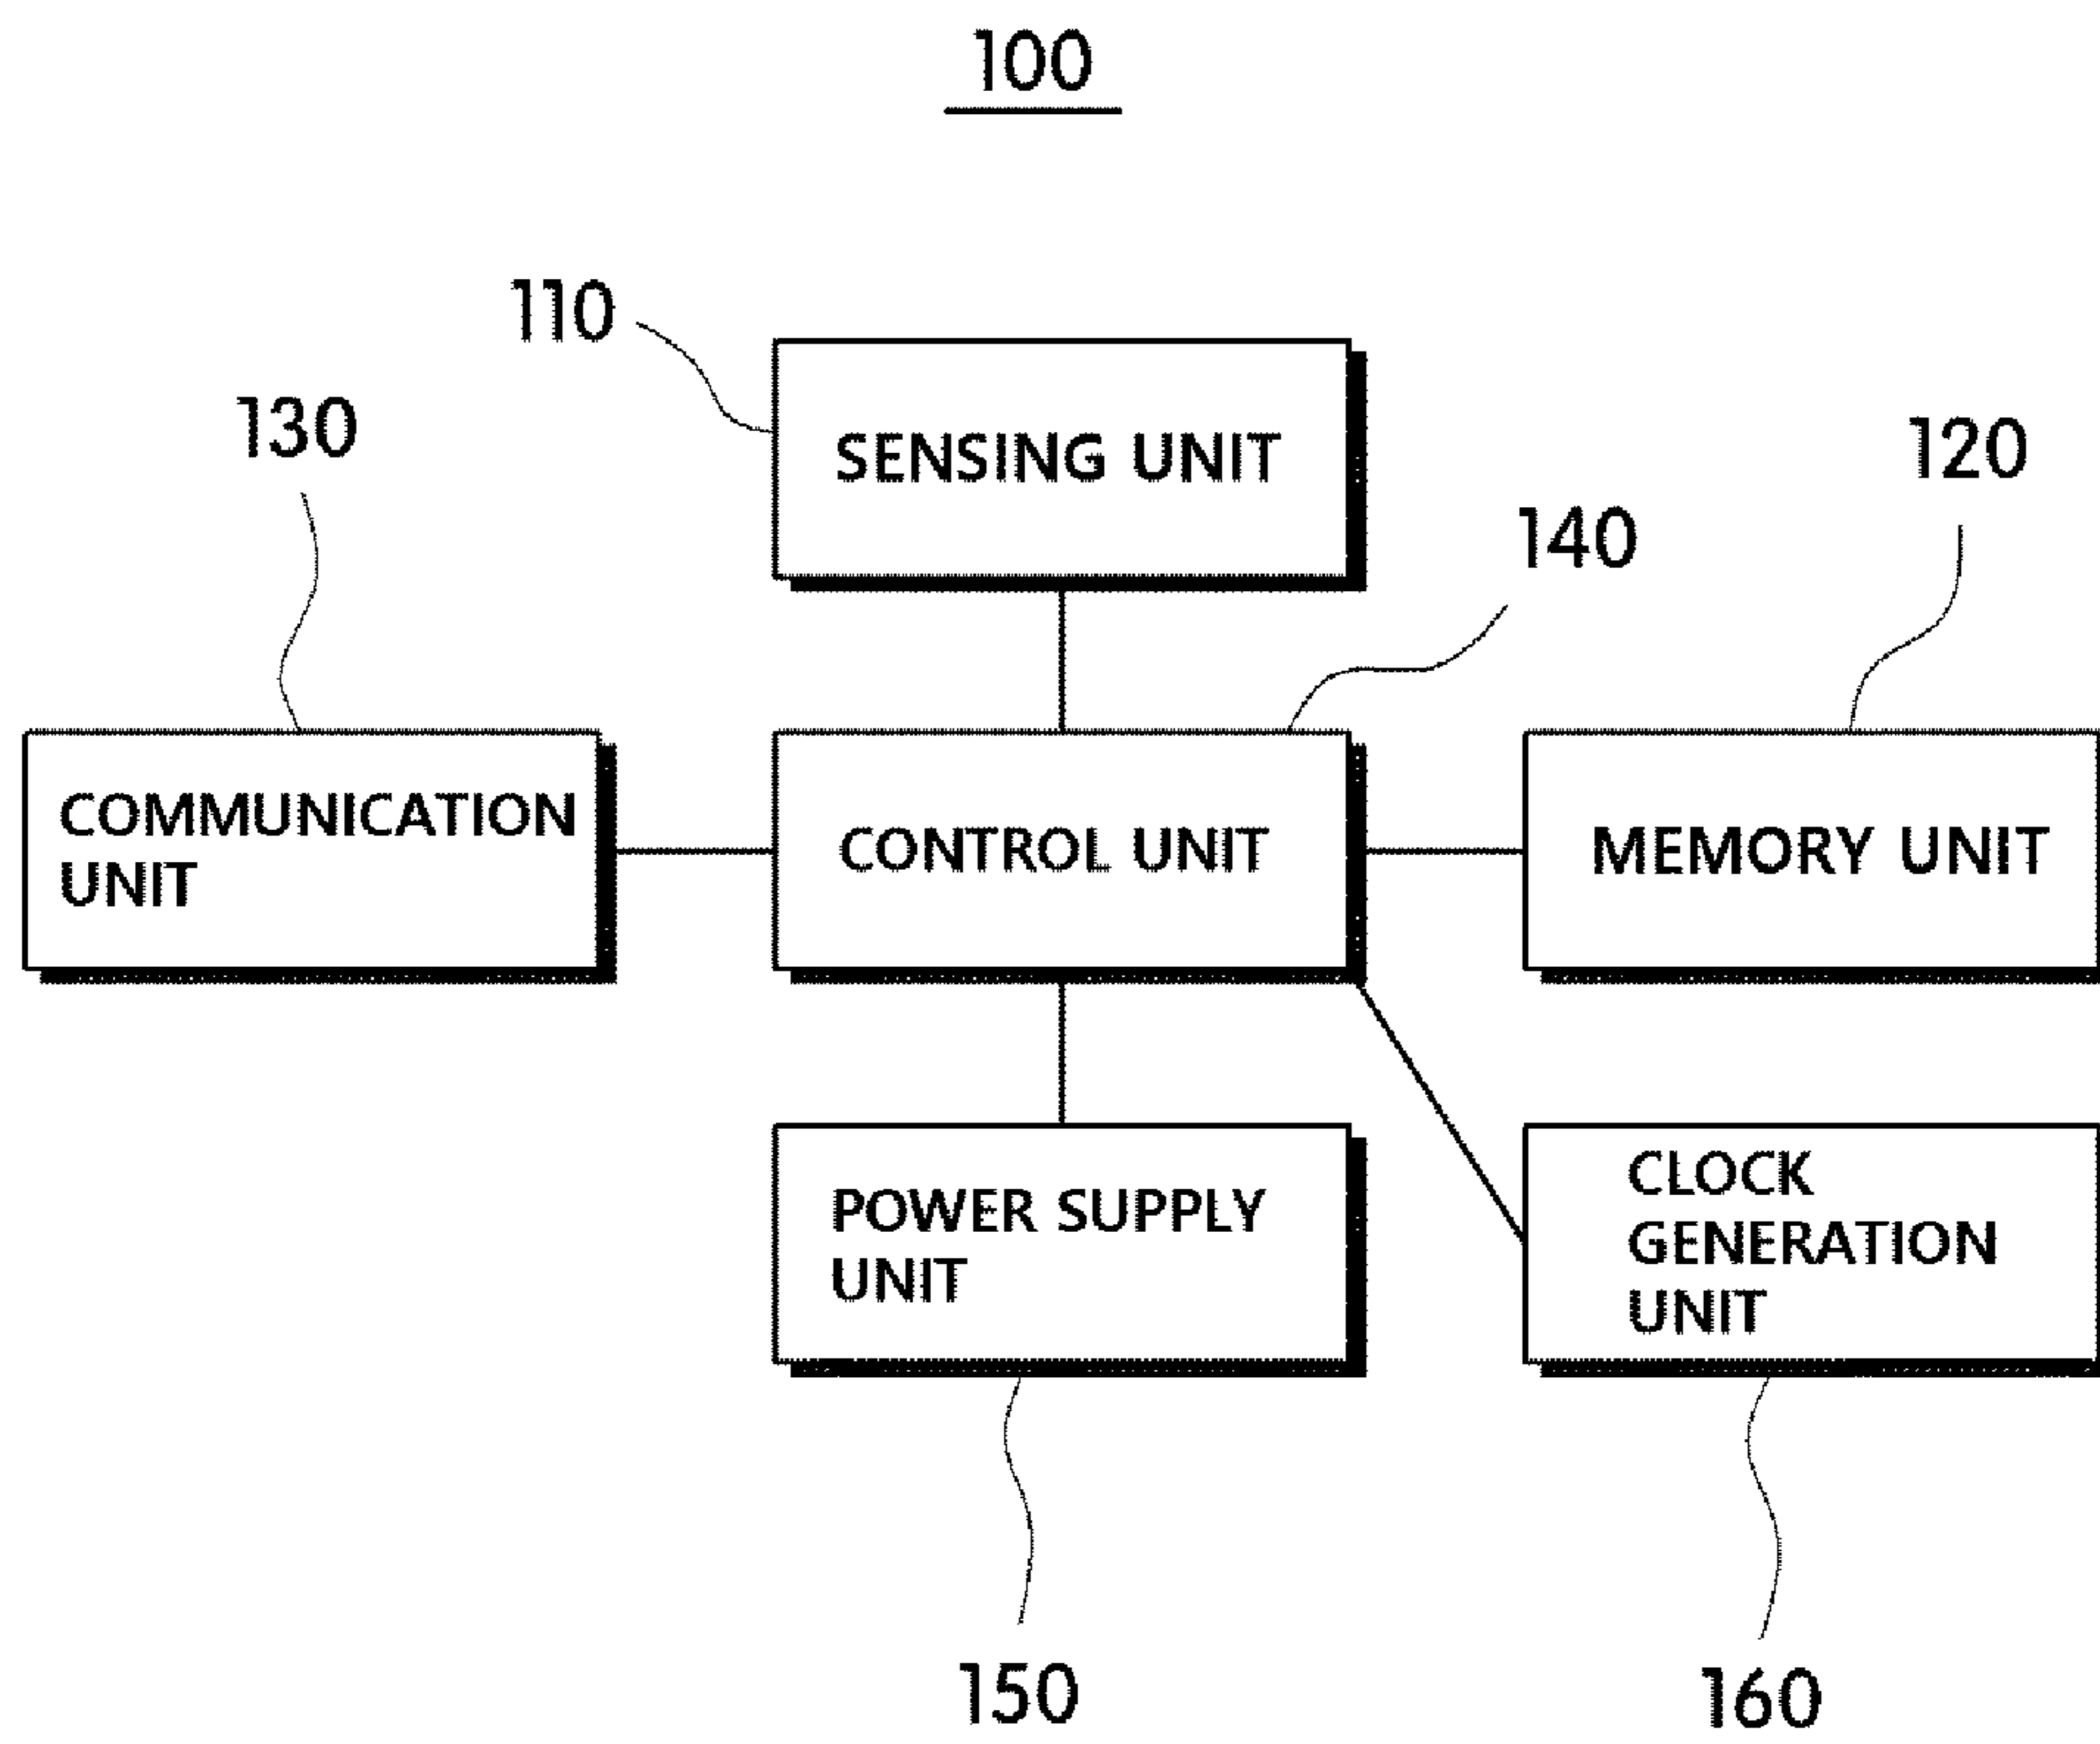 100
110
SENSING UNIT
130
120
140
COMMUNICATION
UNIT
CONTROL UNIT
MEMORY UNIT
POWER SUPPLY
UNIT
CLOCK
GENERATION
UNIT
150
160